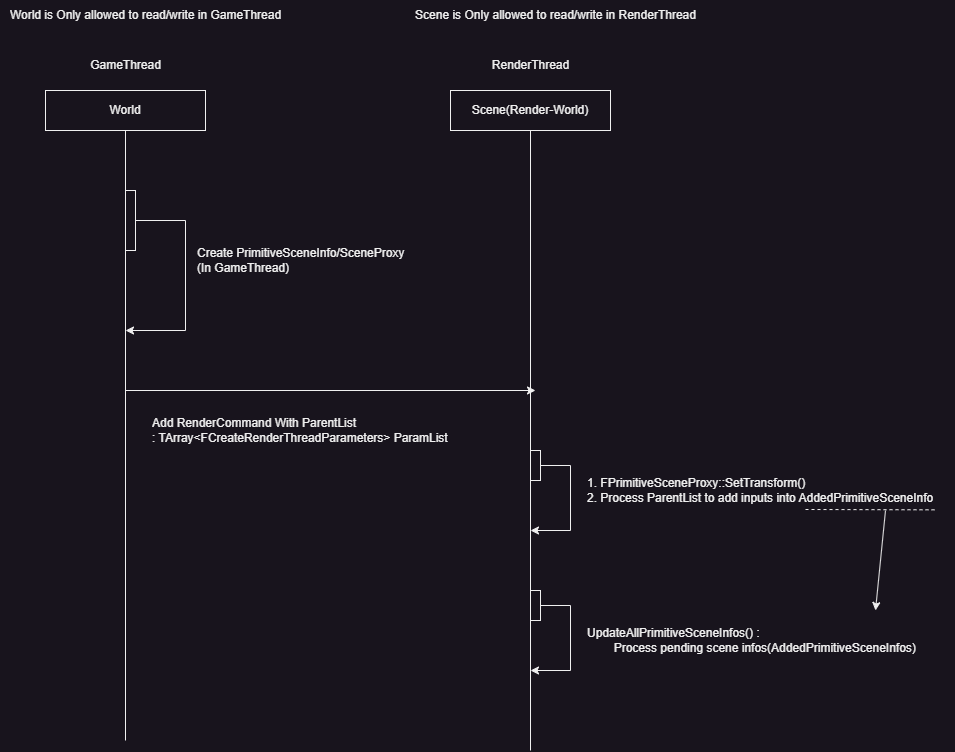 World is Only allowed to read/write in GameThread
Scene is Only allowed to read/write in RenderThread
GameThread
RenderThread
World
Scene(Render-World)
Create PrimitiveSceneInfo/SceneProxy
(In GameThread)
Add RenderCommand With ParentList
: TArray<FCreateRenderThreadParameters> ParamList
1. FPrimitiveSceneProxy::SetTransform()
2. Process ParentList to add inputs into AddedPrimitiveSceneInfo
UpdateAllPrimitiveSceneInfos() :
Process pending scene infos(AddedPrimitiveSceneInfos)